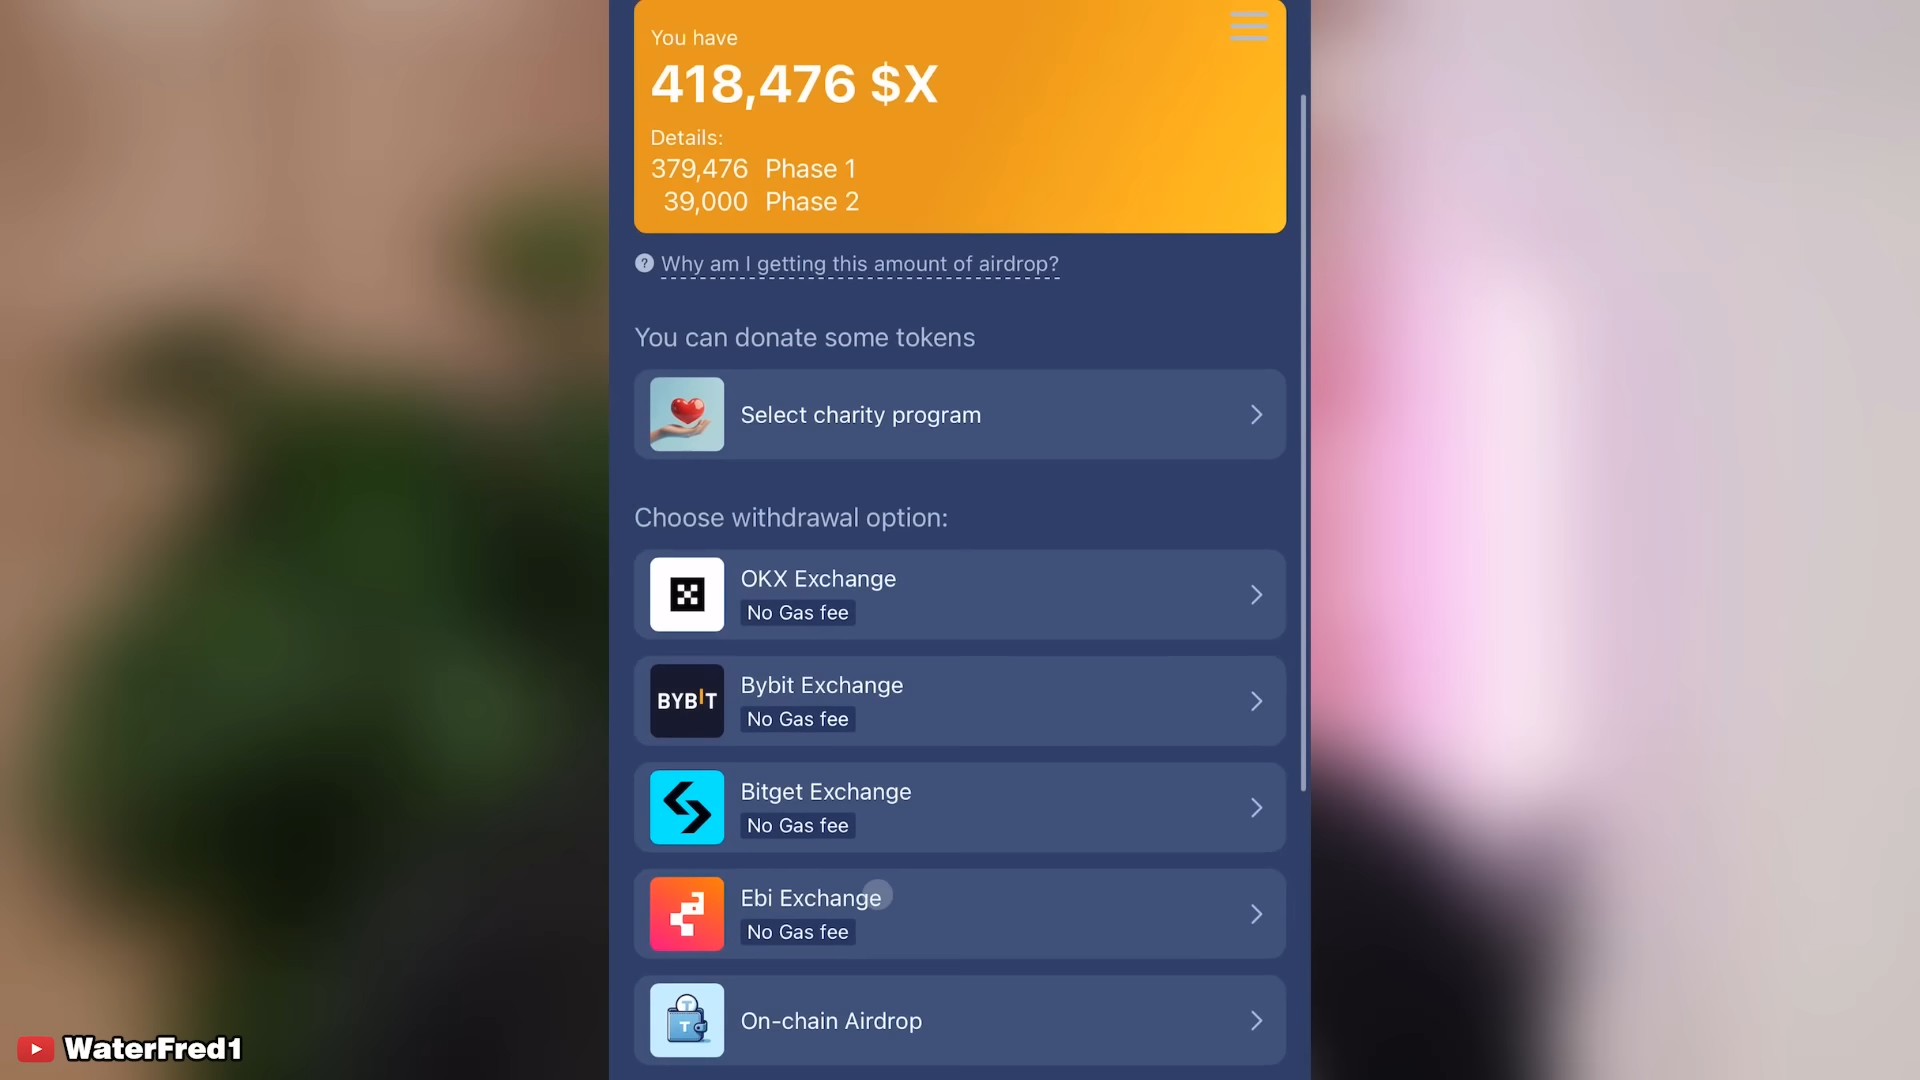 You have
418,476 $X
Details:
379,476 Phase 1
39,000 Phase 2
? Why am I getting this amount of airdrop?
You can donate some tokens
Select charity program
Choose withdrawal option:
OKX Exchange
No Gas fee
BYBIT
Bybit Exchange
No Gas fee
Bitget Exchange
No Gas fee
Ebi Exchange
No Gas fee
T
T
On-chain Airdrop
WaterFred1